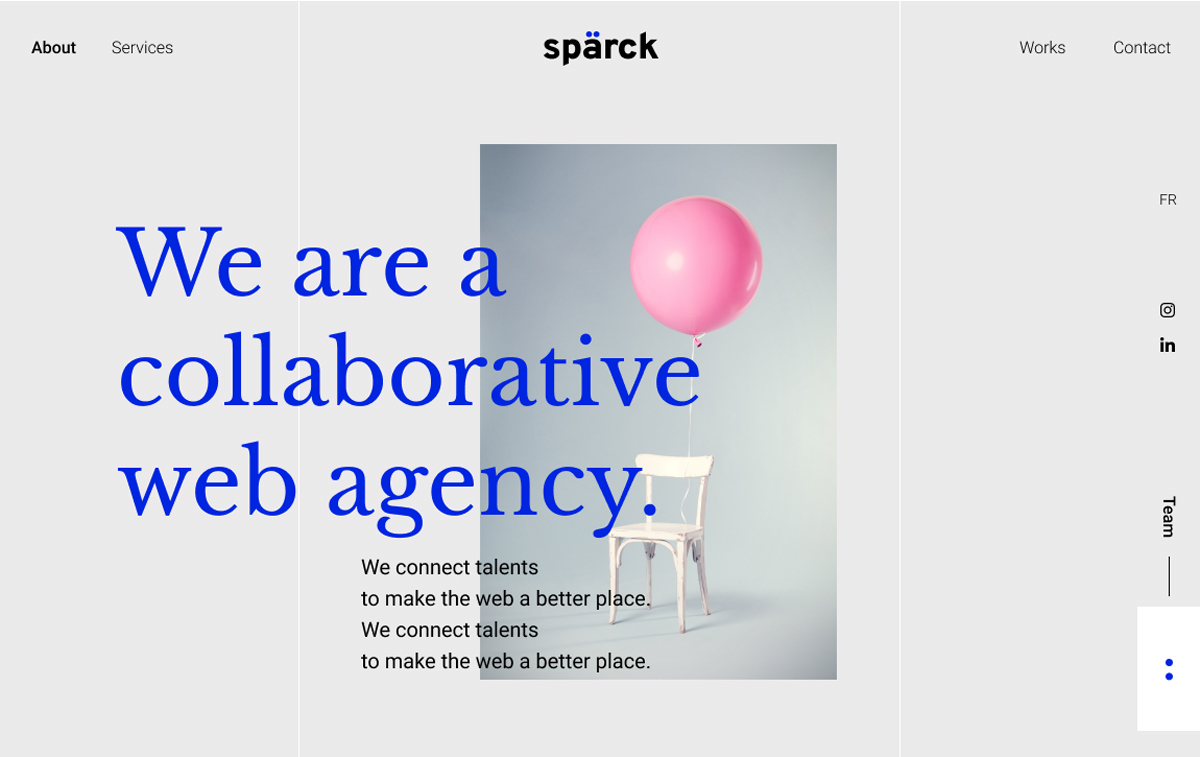 About
Services
spärck
Works
Contact
FR
We are a
collaborative
web agency.
We connect talents
to make the web a better place.
We connect talents
to make the web a better place.
in
Team